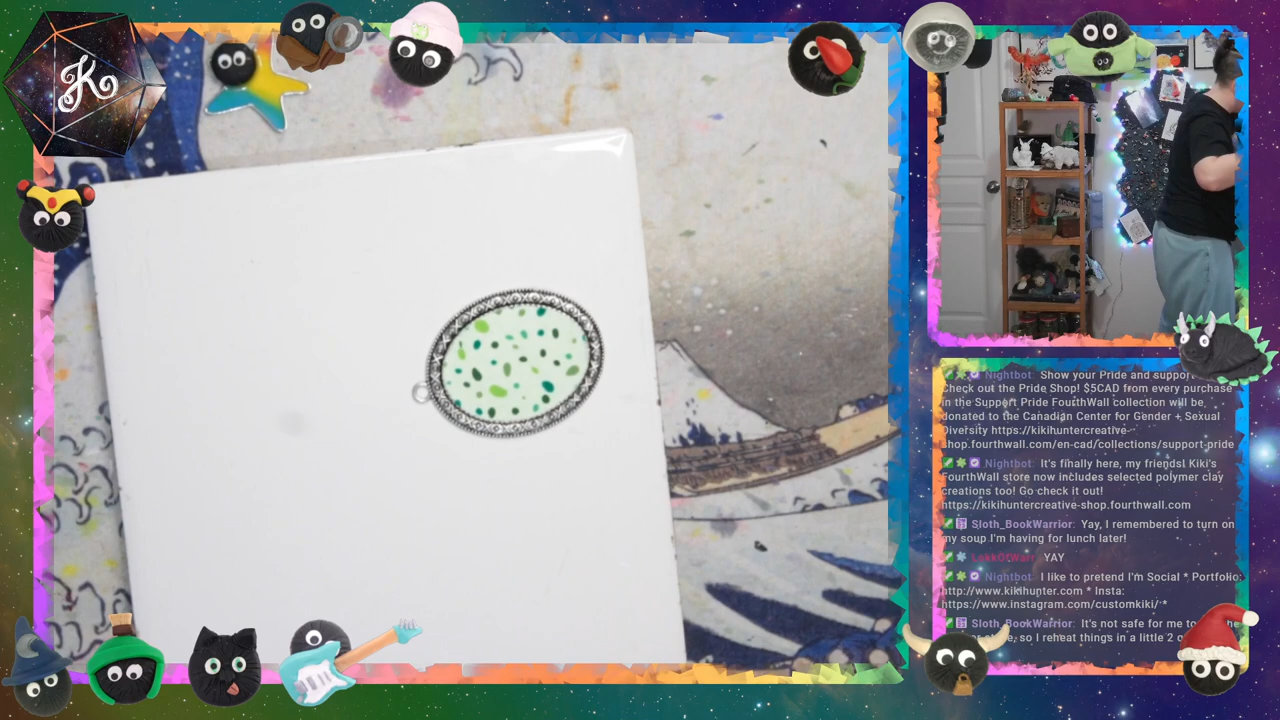 K
Nightbot: Show your Pride and support
Check out the Pride Shop! $5CAD from every purchase
in the Support Pride FourthWall collection will be
donated to the Canadian Center for Gender + Sexual
Diversity https://kikihuntercreative-
shop.fourthwall.com/en-cad/collections/support-pride
Nightbot: It's finally here, my friends! Kiki's
FourthWall store now includes selected polymer clay
creations too! Go check it out!
https://kikihuntercreative-shop.fourthwall.com
Sloth_BookWarrior: Yay, I remembered to turn on
my soup I'm having for lunch later!
YAY
Nightbot: I like to pretend I'm Social * Portfolio:
http://www.kikihunter.com * Insta:
https://www.instagram.com/customkiki/ *
Sloth_BookWarrior: It's not safe for me to
so I reheat things in a little 2